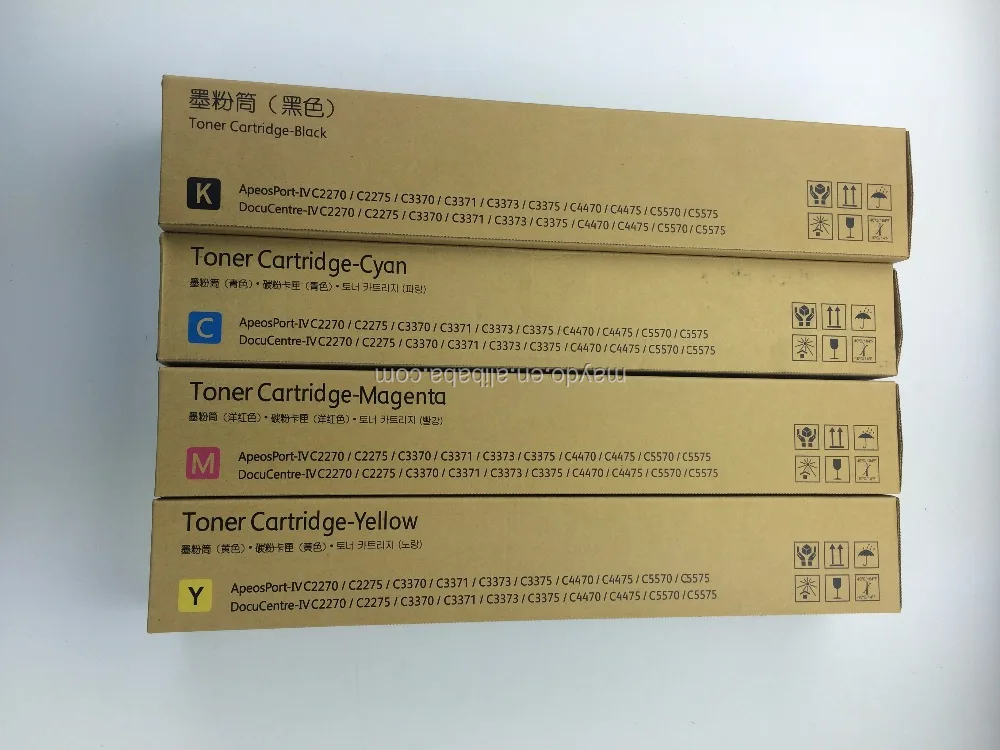 墨粉筒（黑色）
Toner Cartridge-Black
K
ApeosPort-IV C2270 / C2275 / C3370 / C3371 / C3373 / C3375 / C4470 / C4475 / C5570 / C5575
DocuCentre-IV C2270 / C2275 / C3370 / C3371 / C3373 / C3375 / C4470 / C4475 / C5570 / C5575
Toner Cartridge-Cyan
墨粉筒（青色）• 碳粉卡匣（青色）• 토너 카트리지 (파랑)
C
ApeosPort-IV C2270 / C2275 / C3370 / C3371 / C3373 / C3375 / C4470 / C4475 / C5570 / C5575
DocuCentre-IV C2270 / C2275 / C3370 / C3371 / C3373 / C3375 / C4470 / C4475 / C5570 / C5575
maydo.en.alibaba.com
Toner Cartridge-Magenta
墨粉筒（洋红色）• 碳粉卡匣（洋红色）• 토너 카트리지 (빨강)
M
ApeosPort-IV C2270 / C2275 / C3370 / C3371 / C3373 / C3375 / C4470 / C4475 / C5570 / C5575
DocuCentre-IV C2270 / C2275 / C3370 / C3371 / C3373 / C3375 / C4470 / C4475 / C5570 / C5575
Toner Cartridge-Yellow
墨粉筒（黄色）• 碳粉卡匣（黃色）• 토너 카트리지 (노랑)
Y
ApeosPort-IV C2270 / C2275 / C3370 / C3371 / C3373 / C3375 / C4470 / C4475 / C5570 / C5575
DocuCentre-IV C2270 / C2275 / C3370 / C3371 / C3373 / C3375 / C4470 / C4475 / C5570 / C5575